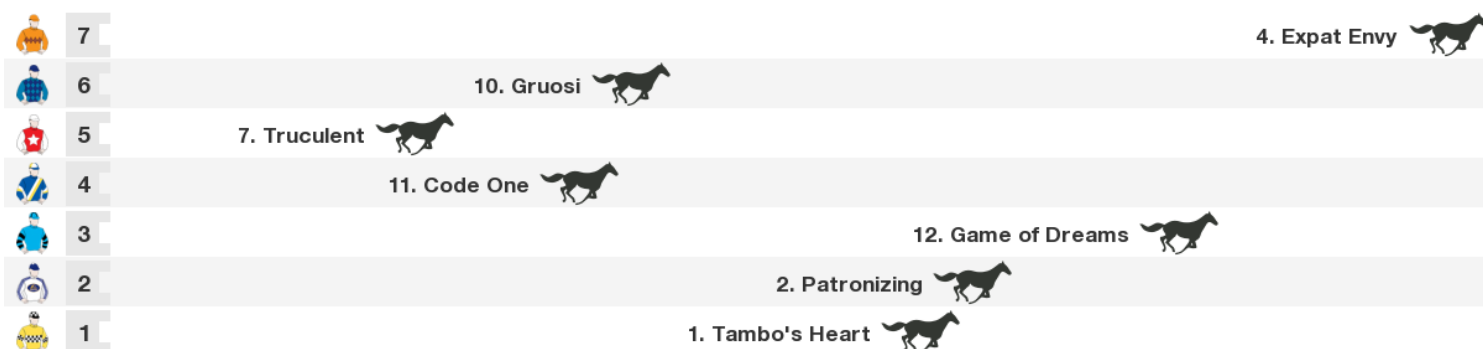 7 4. Expat Envy
6 10. Gruosi
5 7. Truculent
4 11. Code One
3 12. Game of Dreams
2 2. Patronizing
1 1. Tambo's Heart